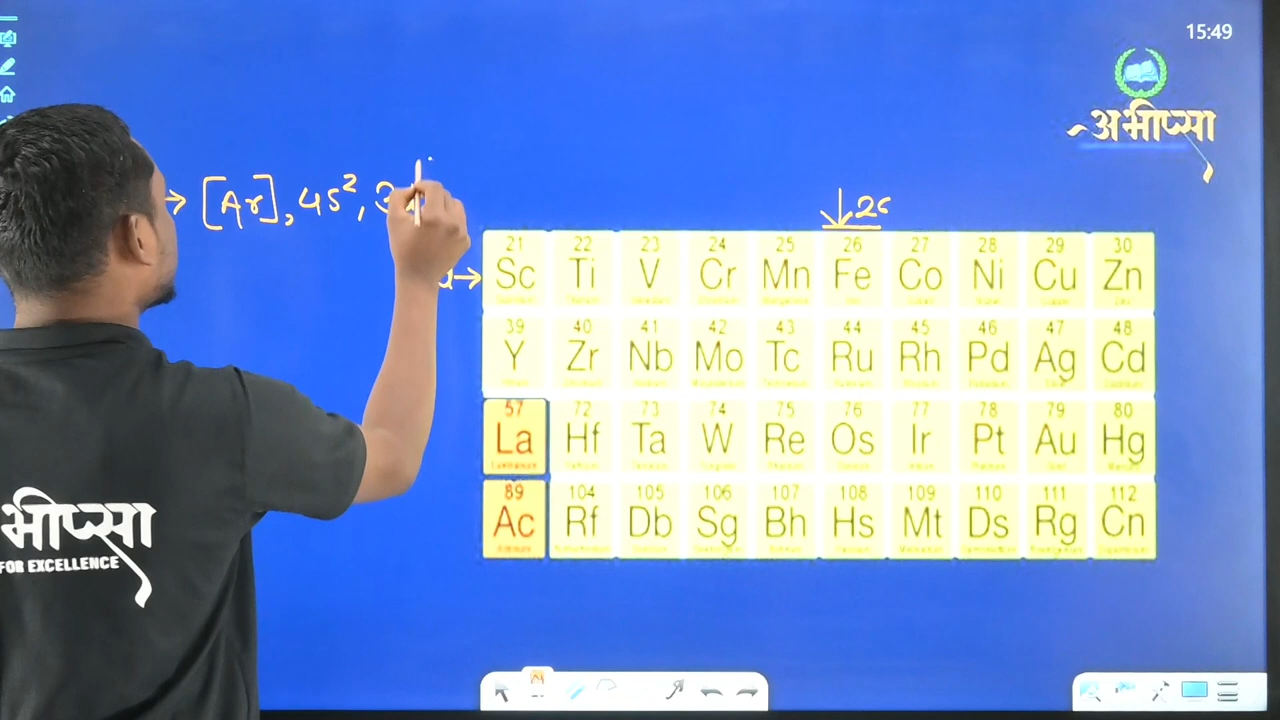 15:49
अभीप्सा
→ [Ar], 4s², 3d
↓26
d→
21 22 23 24 25 26 27 28 29 30
Sc Ti V Cr Mn Fe Co Ni Cu Zn
39 40 41 42 43 44 45 46 47 48
Y Zr Nb Mo Tc Ru Rh Pd Ag Cd
57 72 73 74 75 76 77 78 79 80
La Hf Ta W Re Os Ir Pt Au Hg
89 104 105 106 107 108 109 110 111 112
Ac Rf Db Sg Bh Hs Mt Ds Rg Cn
भीप्सा
FOR EXCELLENCE